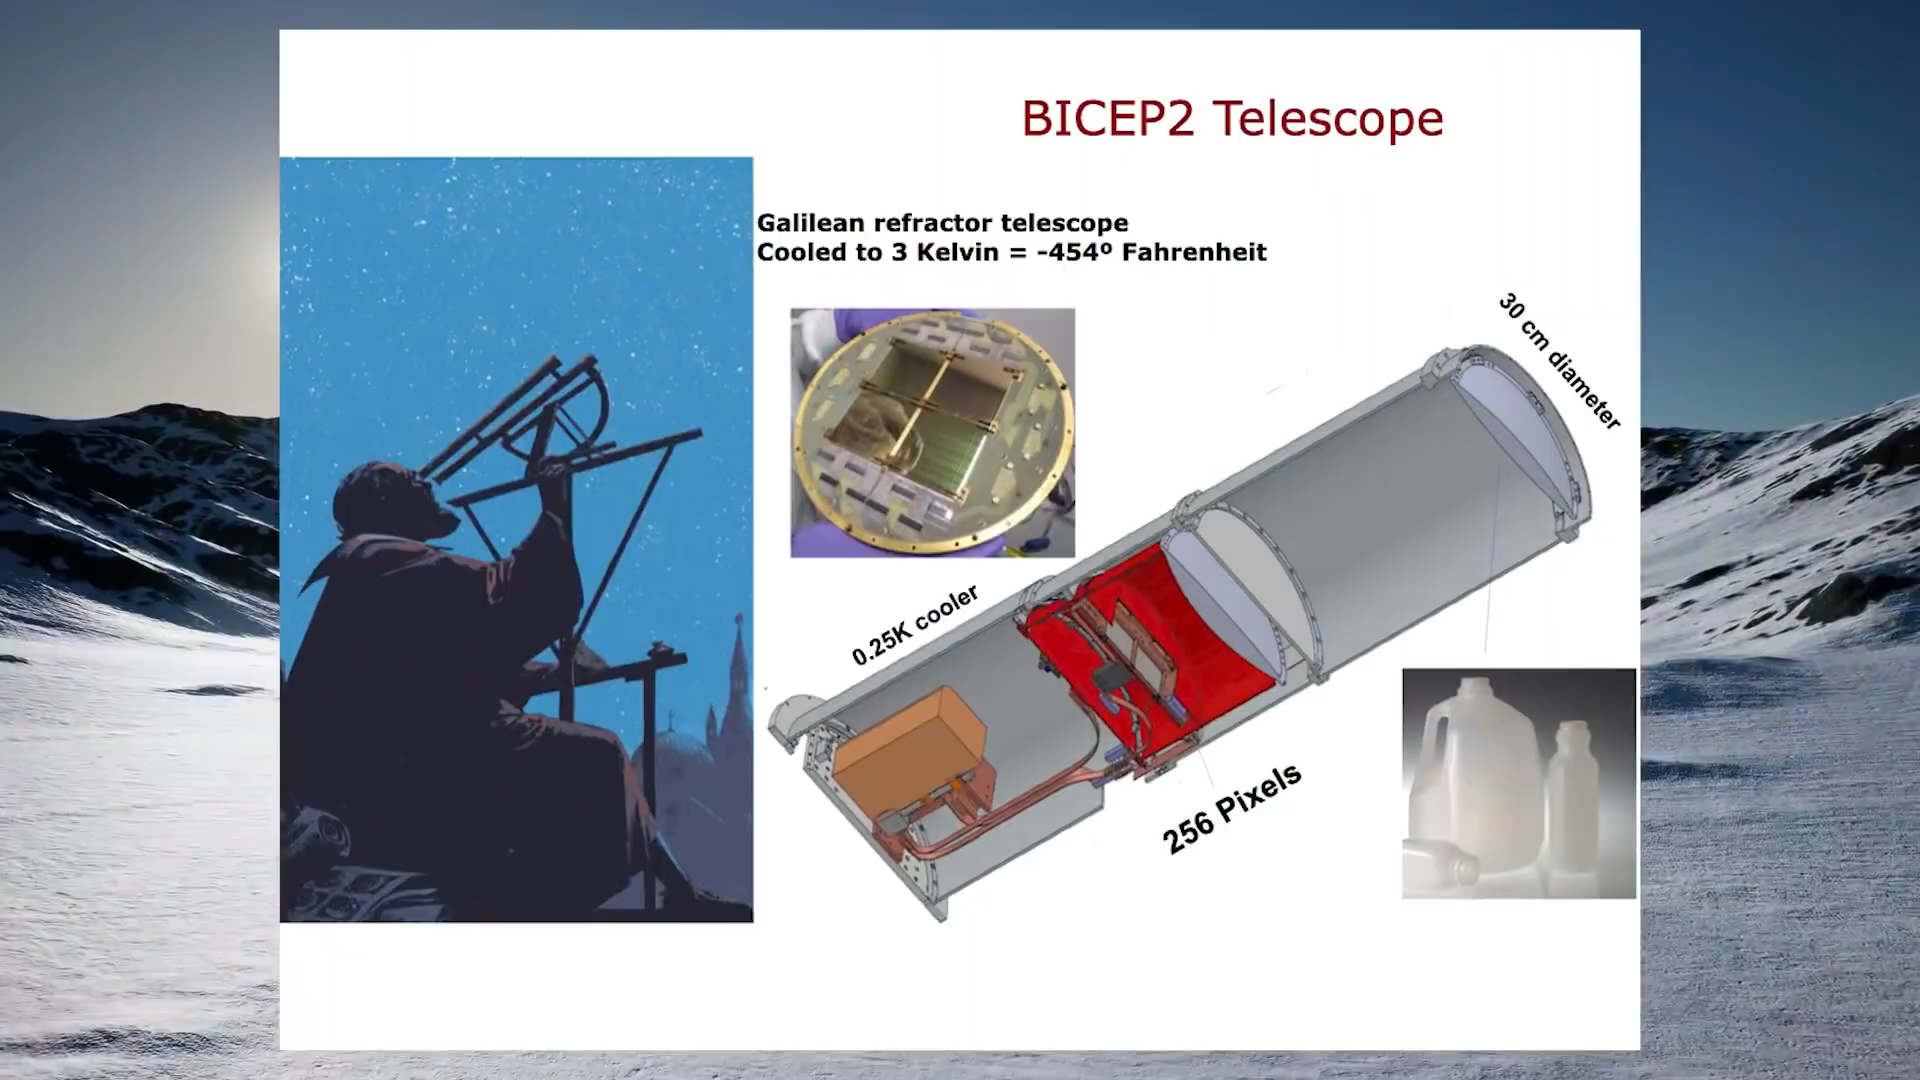 BICEP2 Telescope
Galilean refractor telescope
Cooled to 3 Kelvin = -454º Fahrenheit
30 cm diameter
0.25K cooler
256 Pixels